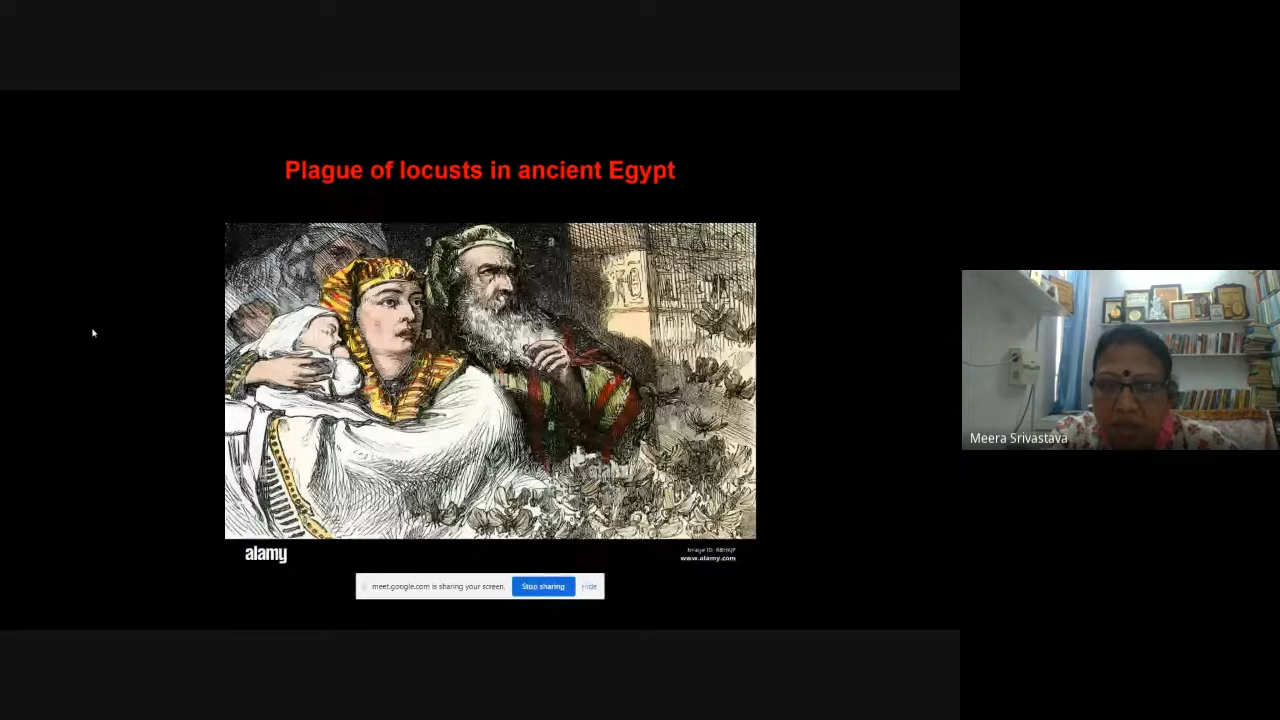 Plague of locusts in ancient Egypt
a
a
a
a
a
alamy
www.alamy.com
meet.google.com is sharing your screen.
Stop sharing
Hide
Meera Srivastava